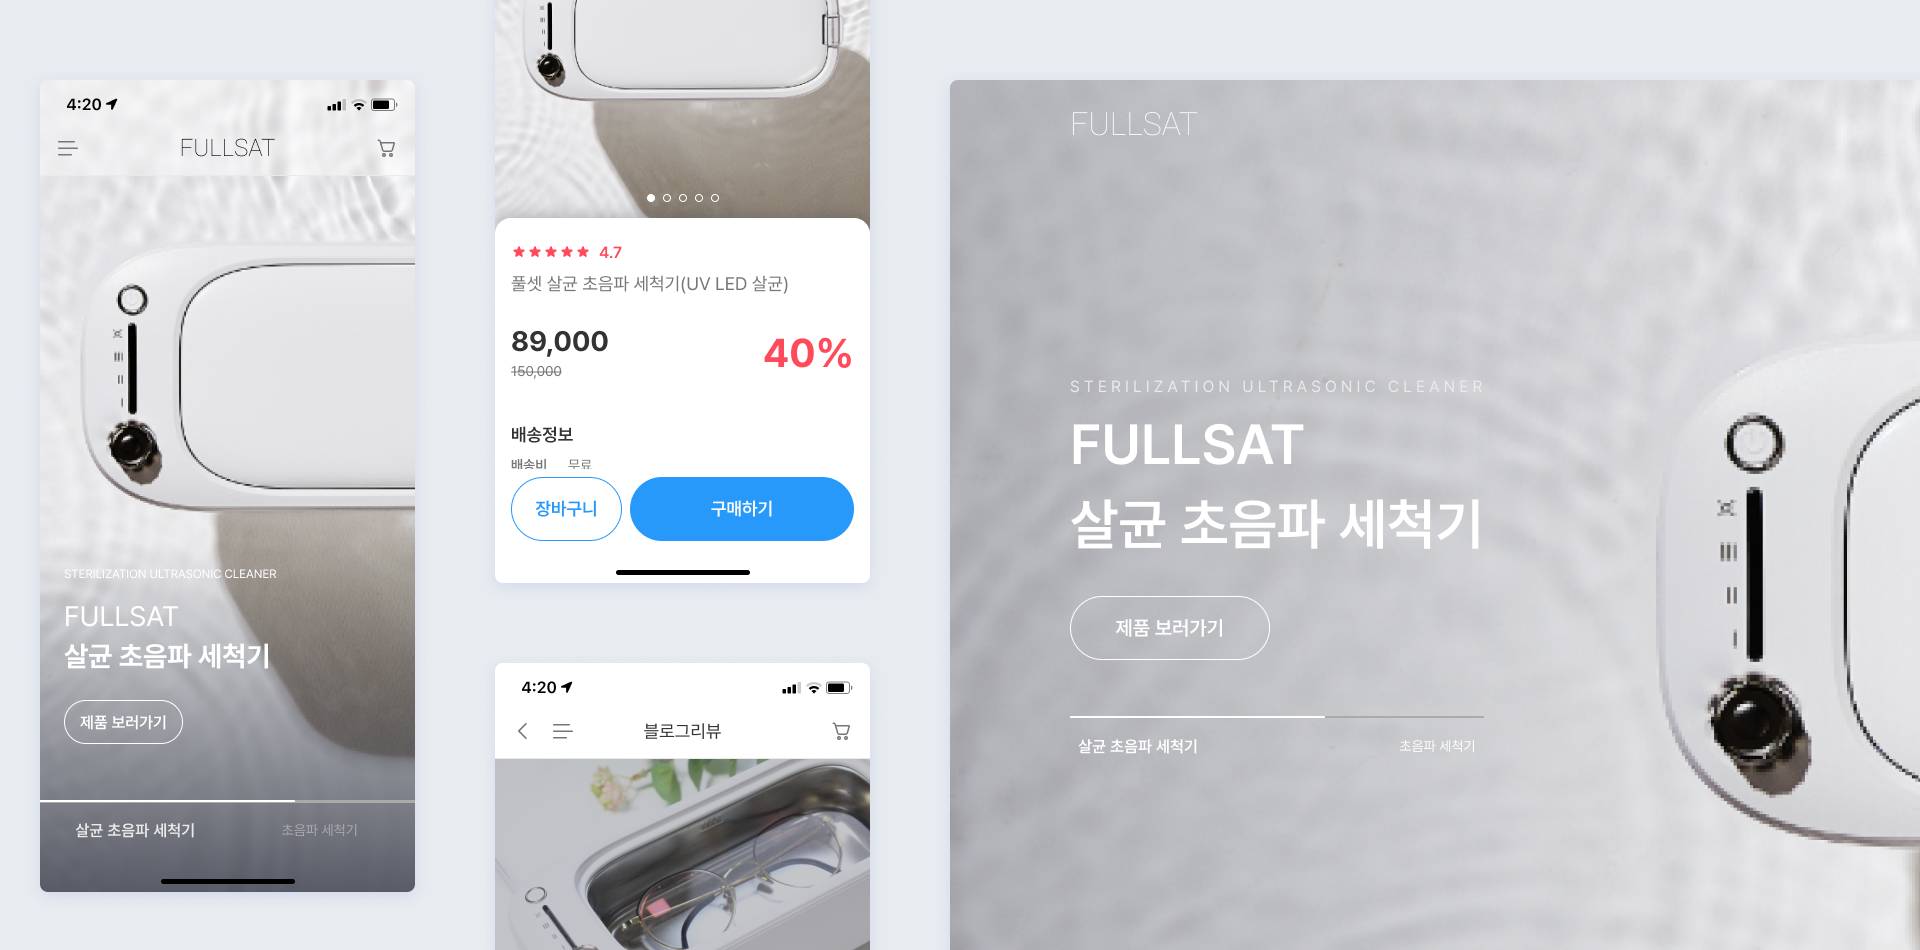 4:20
FULLSAT
STERILIZATION ULTRASONIC CLEANER
FULLSAT
살균 초음파 세척기
제품 보러가기
살균 초음파 세척기
초음파 세척기
4.7
풀셋 살균 초음파 세척기(UV LED 살균)
89,000
40%
150,000
배송정보
배송비 무료
장바구니
구매하기
4:20
블로그리뷰
FULLSAT
STERILIZATION ULTRASONIC CLEANER
FULLSAT
살균 초음파 세척기
제품 보러가기
살균 초음파 세척기
초음파 세척기